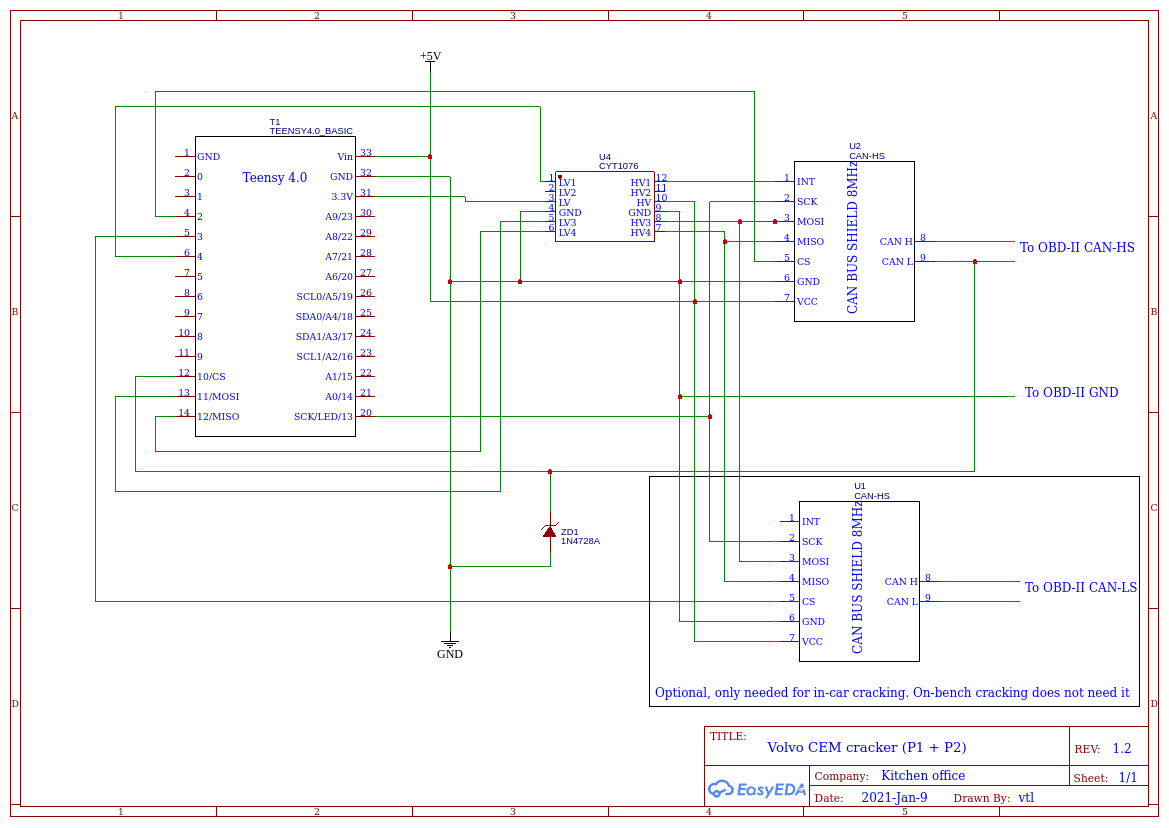 1 2 3 4 5
+5V
A A
T1
TEENSY4.0_BASIC
Teensy 4.0
1 GND Vin 33
2 0 GND 32
3 1 3.3V 31
4 2 A9/23 30
5 3 A8/22 29
6 4 A7/21 28
7 5 A6/20 27
8 6 SCL0/A5/19 26
9 7 SDA0/A4/18 25
10 8 SDA1/A3/17 24
11 9 SCL1/A2/16 23
12 10/CS A1/15 22
13 11/MOSI A0/14 21
14 12/MISO SCK/LED/13 20
U4
CYT1076
1 LV1 HV1 12
2 LV2 HV2 11
3 LV HV 10
4 GND GND 9
5 LV3 HV3 8
6 LV4 HV4 7
U2
CAN-HS
CAN BUS SHIELD 8MHz
1 INT
2 SCK
3 MOSI
4 MISO CAN H 8
5 CS CAN L 9
6 GND
7 VCC
To OBD-II CAN-HS
B B
To OBD-II GND
C C
ZD1
1N4728A
GND
U1
CAN-HS
CAN BUS SHIELD 8MHz
1 INT
2 SCK
3 MOSI
4 MISO CAN H 8
5 CS CAN L 9
6 GND
7 VCC
To OBD-II CAN-LS
Optional, only needed for in-car cracking. On-bench cracking does not need it
D D
TITLE:
Volvo CEM cracker (P1 + P2)
REV: 1.2
EasyEDA
Company: Kitchen office
Sheet: 1/1
Date: 2021-Jan-9 Drawn By: vtl
1 2 3 4 5